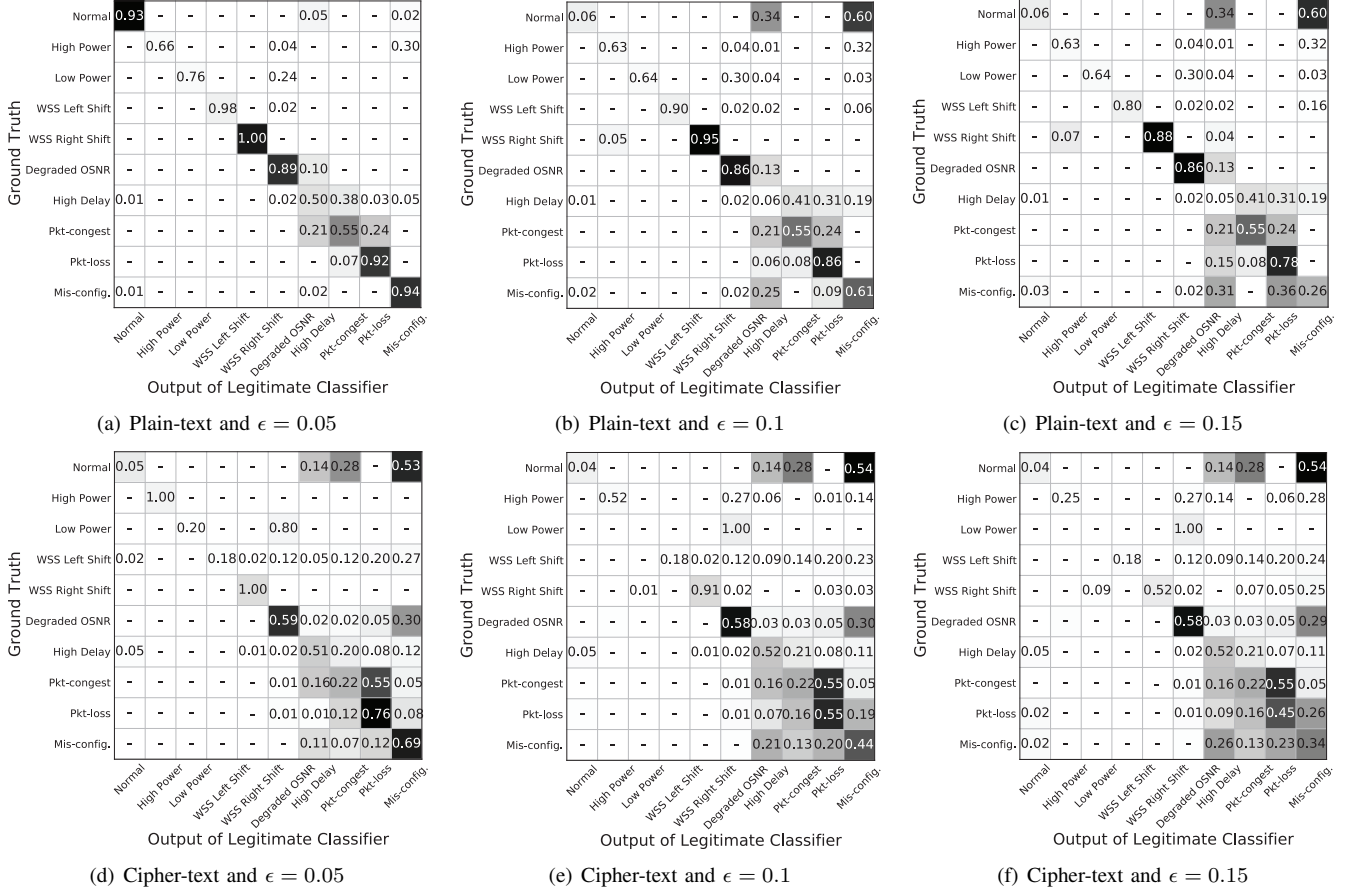 Ground Truth
Normal 0.93 - - - - - 0.05 - - 0.02
High Power - 0.66 - - - 0.04 - - - 0.30
Low Power - - 0.76 - - 0.24 - - - -
WSS Left Shift - - - 0.98 - 0.02 - - - -
WSS Right Shift - - - - 1.00 - - - - -
Degraded OSNR - - - - - 0.89 0.10 - - -
High Delay 0.01 - - - - 0.02 0.50 0.38 0.03 0.05
Pkt-congest - - - - - - 0.21 0.55 0.24 -
Pkt-loss - - - - - - - 0.07 0.92 -
Mis-config. 0.01 - - - - - 0.02 - - 0.94
Normal High Power Low Power WSS Left Shift WSS Right Shift Degraded OSNR High Delay Pkt-congest Pkt-loss Mis-config.
Output of Legitimate Classifier
(a) Plain-text and ϵ = 0.05
Ground Truth
Normal 0.06 - - - - - 0.34 - - 0.60
High Power - 0.63 - - - 0.04 0.01 - - 0.32
Low Power - - 0.64 - - 0.30 0.04 - - 0.03
WSS Left Shift - - - 0.90 - 0.02 0.02 - - 0.06
WSS Right Shift - 0.05 - - 0.95 - - - - -
Degraded OSNR - - - - - 0.86 0.13 - - -
High Delay 0.01 - - - - 0.02 0.06 0.41 0.31 0.19
Pkt-congest - - - - - - 0.21 0.55 0.24 -
Pkt-loss - - - - - - 0.06 0.08 0.86 -
Mis-config. 0.02 - - - - 0.02 0.25 - 0.09 0.61
Normal High Power Low Power WSS Left Shift WSS Right Shift Degraded OSNR High Delay Pkt-congest Pkt-loss Mis-config.
Output of Legitimate Classifier
(b) Plain-text and ϵ = 0.1
Ground Truth
Normal 0.06 - - - - - 0.34 - - 0.60
High Power - 0.63 - - - 0.04 0.01 - - 0.32
Low Power - - 0.64 - - 0.30 0.04 - - 0.03
WSS Left Shift - - - 0.80 - 0.02 0.02 - - 0.16
WSS Right Shift - 0.07 - - 0.88 - 0.04 - - -
Degraded OSNR - - - - - 0.86 0.13 - - -
High Delay 0.01 - - - - 0.02 0.05 0.41 0.31 0.19
Pkt-congest - - - - - - 0.21 0.55 0.24 -
Pkt-loss - - - - - - 0.15 0.08 0.78 -
Mis-config. 0.03 - - - - 0.02 0.31 - 0.36 0.26
Normal High Power Low Power WSS Left Shift WSS Right Shift Degraded OSNR High Delay Pkt-congest Pkt-loss Mis-config.
Output of Legitimate Classifier
(c) Plain-text and ϵ = 0.15
Ground Truth
Normal 0.05 - - - - - 0.14 0.28 - 0.53
High Power - 1.00 - - - - - - - -
Low Power - - 0.20 - - 0.80 - - - -
WSS Left Shift 0.02 - - 0.18 0.02 0.12 0.05 0.12 0.20 0.27
WSS Right Shift - - - - 1.00 - - - - -
Degraded OSNR - - - - - 0.59 0.02 0.02 0.05 0.30
High Delay 0.05 - - - 0.01 0.02 0.51 0.20 0.08 0.12
Pkt-congest - - - - - 0.01 0.16 0.22 0.55 0.05
Pkt-loss - - - - - 0.01 0.01 0.12 0.76 0.08
Mis-config. - - - - - - 0.11 0.07 0.12 0.69
Normal High Power Low Power WSS Left Shift WSS Right Shift Degraded OSNR High Delay Pkt-congest Pkt-loss Mis-config.
Output of Legitimate Classifier
(d) Cipher-text and ϵ = 0.05
Ground Truth
Normal 0.04 - - - - - 0.14 0.28 - 0.54
High Power - 0.52 - - - 0.27 0.06 - 0.01 0.14
Low Power - - - - - 1.00 - - - -
WSS Left Shift - - - 0.18 0.02 0.12 0.09 0.14 0.20 0.23
WSS Right Shift - - 0.01 - 0.91 0.02 - - 0.03 0.03
Degraded OSNR - - - - - 0.58 0.03 0.03 0.05 0.30
High Delay 0.05 - - - 0.01 0.02 0.52 0.21 0.08 0.11
Pkt-congest - - - - - 0.01 0.16 0.22 0.55 0.05
Pkt-loss - - - - - 0.01 0.07 0.16 0.55 0.19
Mis-config. - - - - - - 0.21 0.13 0.20 0.44
Normal High Power Low Power WSS Left Shift WSS Right Shift Degraded OSNR High Delay Pkt-congest Pkt-loss Mis-config.
Output of Legitimate Classifier
(e) Cipher-text and ϵ = 0.1
Ground Truth
Normal 0.04 - - - - - 0.14 0.28 - 0.54
High Power - 0.25 - - - 0.27 0.14 - 0.06 0.28
Low Power - - - - - 1.00 - - - -
WSS Left Shift - - - 0.18 - 0.12 0.09 0.14 0.20 0.24
WSS Right Shift - - 0.09 - 0.52 0.02 - 0.07 0.05 0.25
Degraded OSNR - - - - - 0.58 0.03 0.03 0.05 0.29
High Delay 0.05 - - - - 0.02 0.52 0.21 0.07 0.11
Pkt-congest - - - - - 0.01 0.16 0.22 0.55 0.05
Pkt-loss 0.02 - - - - 0.01 0.09 0.16 0.45 0.26
Mis-config. 0.02 - - - - - 0.26 0.13 0.23 0.34
Normal High Power Low Power WSS Left Shift WSS Right Shift Degraded OSNR High Delay Pkt-congest Pkt-loss Mis-config.
Output of Legitimate Classifier
(f) Cipher-text and ϵ = 0.15